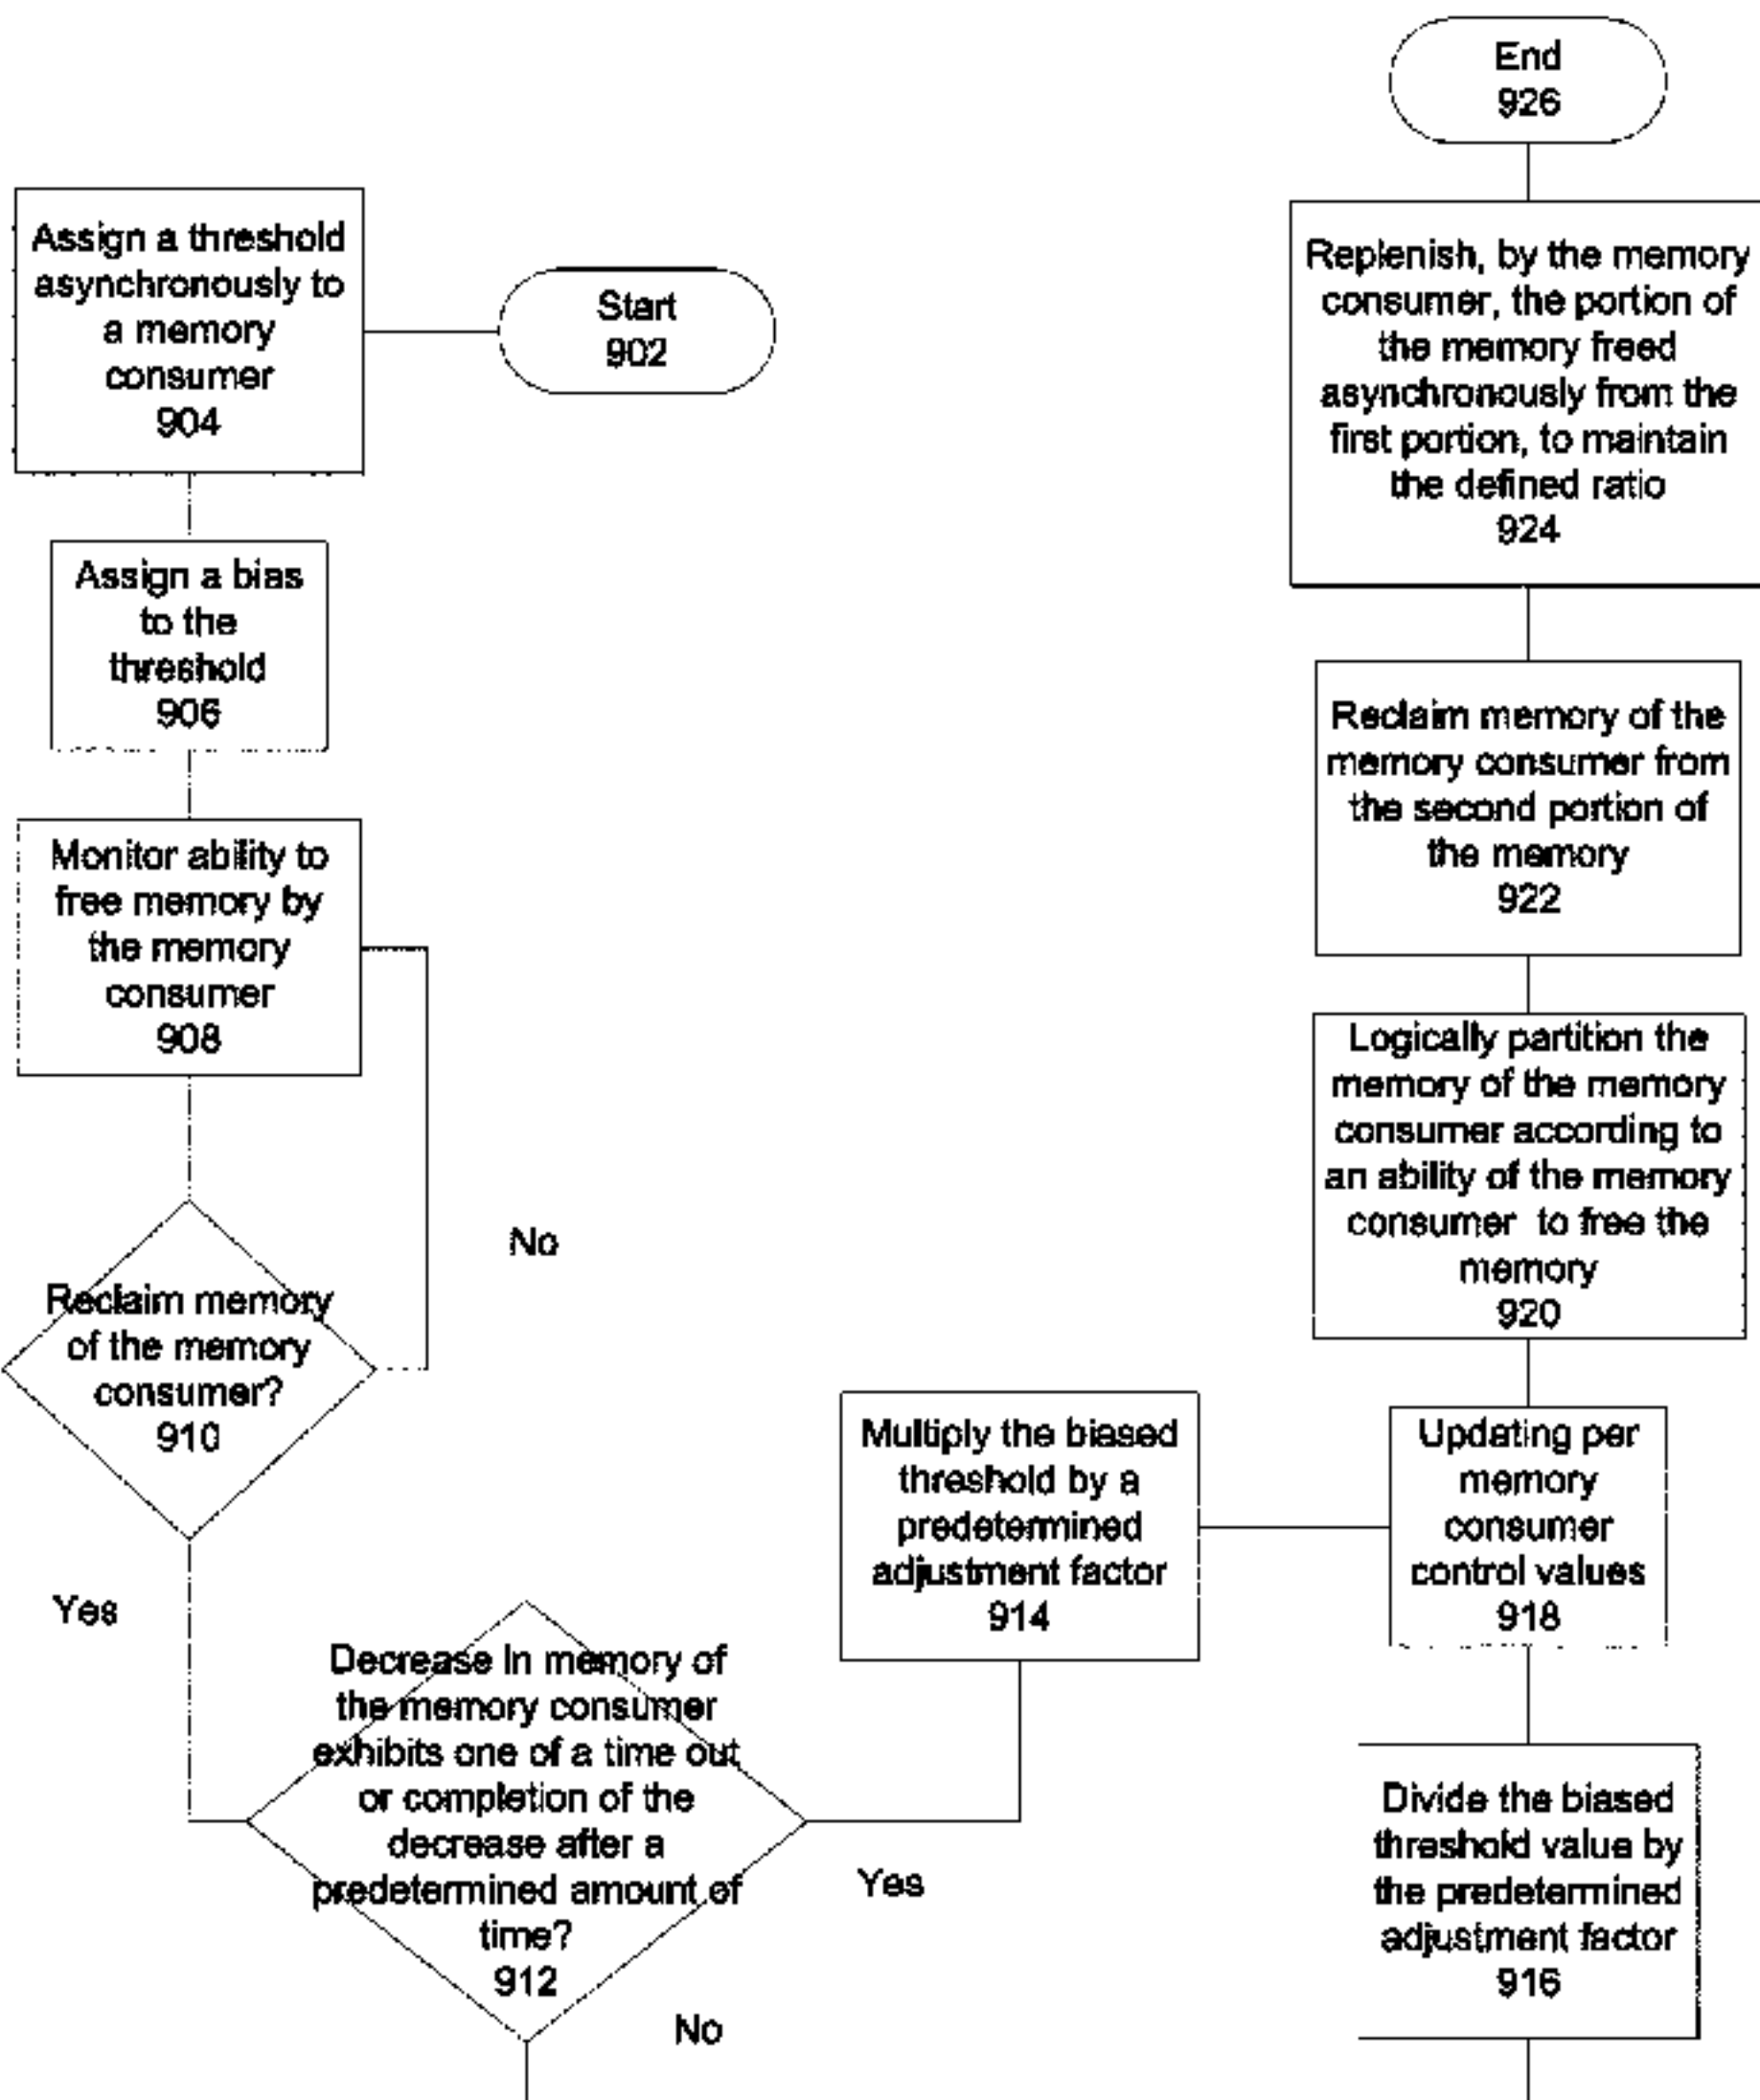 Start
902
Assign a threshold
asynchronously to
a memory
consumer
904
Assign a bias
to the
threshold
906
Monitor ability to
free memory by
the memory
consumer
908
No
Reclaim memory
of the memory
consumer?
910
Yes
Decrease in memory of
the memory consumer
exhibits one of a time out
or completion of the
decrease after a
predetermined amount of
time?
912
Yes
No
Multiply the biased
threshold by a
predetermined
adjustment factor
914
Divide the biased
threshold value by
the predetermined
adjustment factor
916
Updating per
memory
consumer
control values
918
Logically partition the
memory of the memory
consumer according to
an ability of the memory
consumer to free the
memory
920
Reclaim memory of the
memory consumer from
the second portion of
the memory
922
Replenish, by the memory
consumer, the portion of
the memory freed
asynchronously from the
first portion, to maintain
the defined ratio
924
End
926